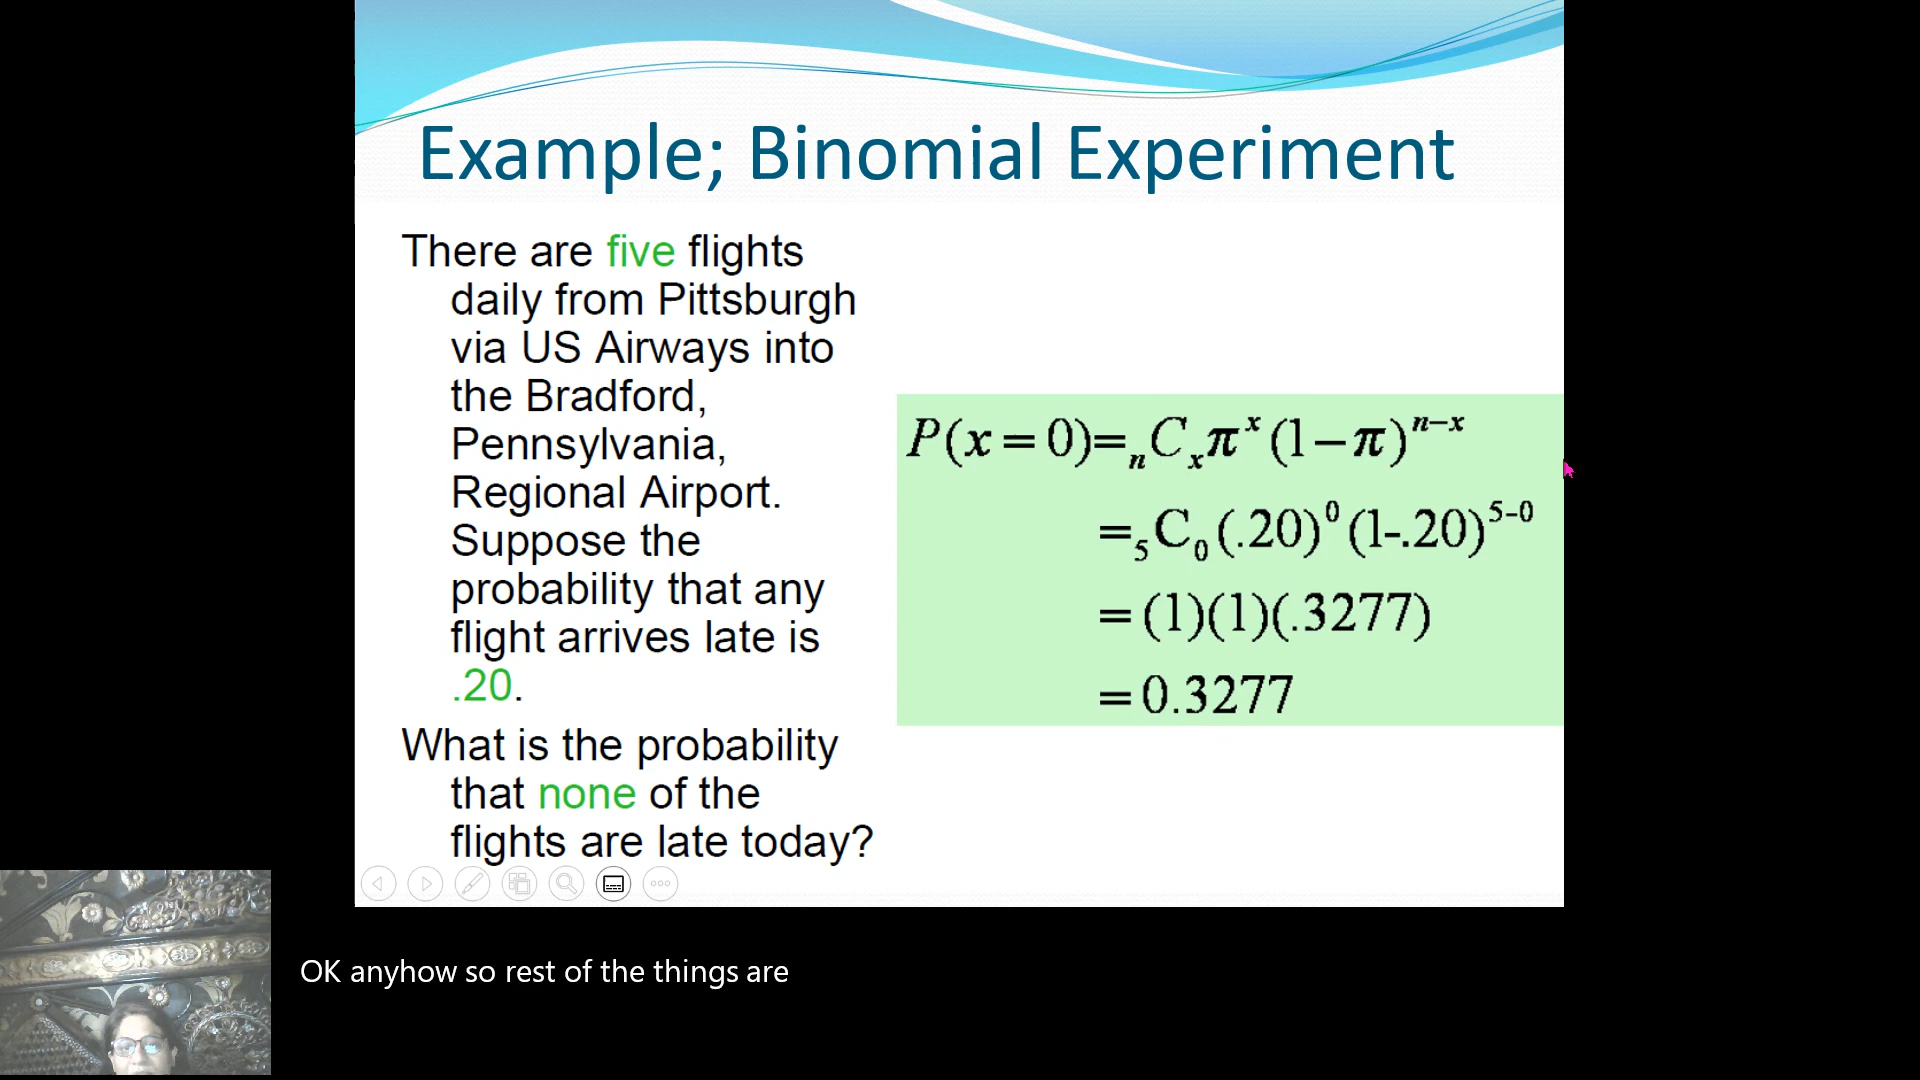 Example; Binomial Experiment
There are five flights
daily from Pittsburgh
via US Airways into
the Bradford,
Pennsylvania,
Regional Airport.
Suppose the
probability that any
flight arrives late is
.20.
What is the probability
that none of the
flights are late today?
P(x = 0)= ₙCₓ πˣ (1 − π)ⁿ⁻ˣ
= ₅C₀ (.20)⁰ (1-.20)⁵⁻⁰
= (1)(1)(.3277)
= 0.3277
OK anyhow so rest of the things are